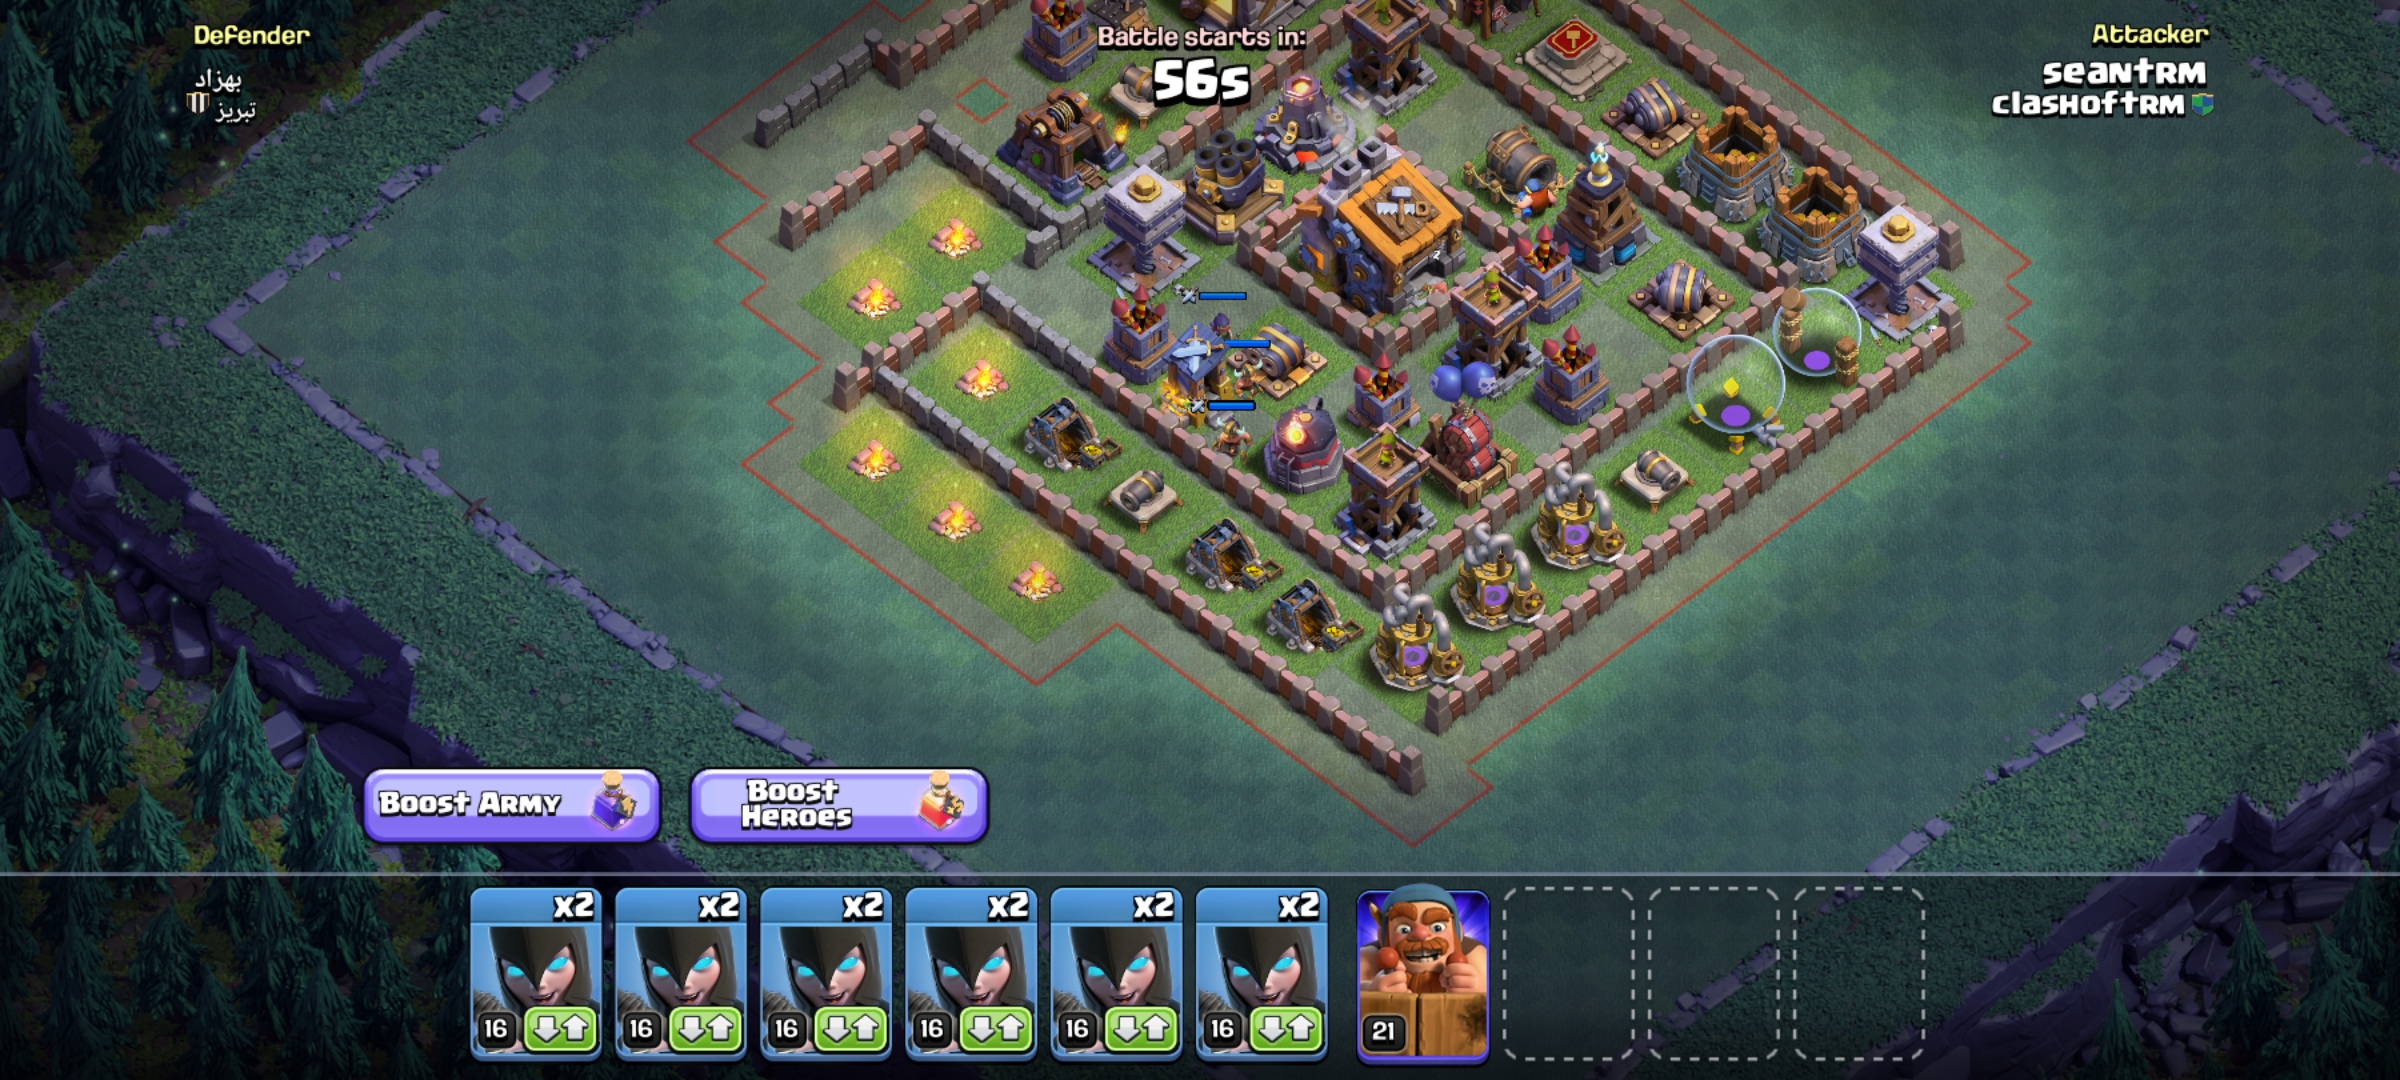 Defender
بهزاد
تبریز
Battle starts in:
56s
Attacker
seantRM
clashoftRM
2
Boost Army
Boost
Heroes
x2
x2
x2
x2
x2
x2
16
16
16
16
16
16
21